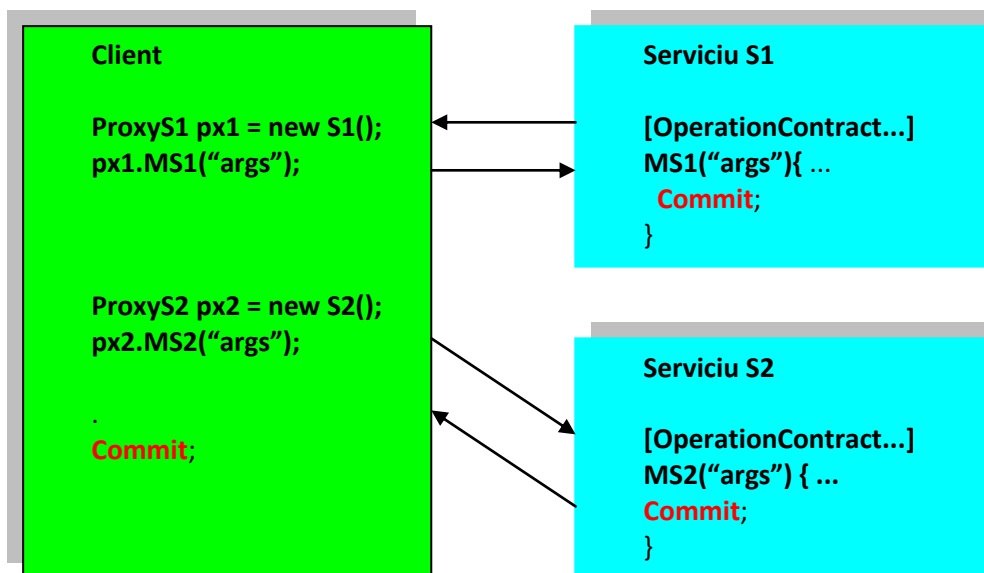 Client
ProxyS1 px1 = new S1();
px1.MS1(“args”);
ProxyS2 px2 = new S2();
px2.MS2(“args”);
.
Commit;
Serviciu S1
[OperationContract...]
MS1(“args”){ ...
Commit;
}
Serviciu S2
[OperationContract...]
MS2(“args”) { ...
Commit;
}